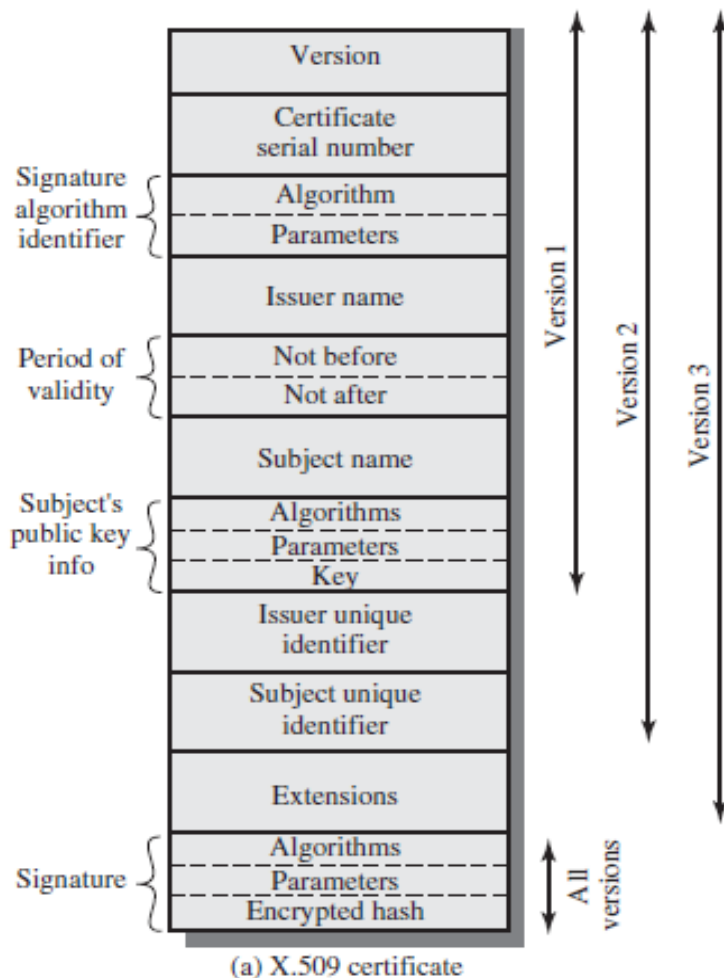 Version
Certificate
serial number
Signature
algorithm
identifier
Algorithm
Parameters
Issuer name
Period of
validity
Not before
Not after
Subject name
Subject's
public key
info
Algorithms
Parameters
Key
Issuer unique
identifier
Subject unique
identifier
Extensions
Signature
Algorithms
Parameters
Encrypted hash
Version 1
Version 2
Version 3
All
versions
(a) X.509 certificate